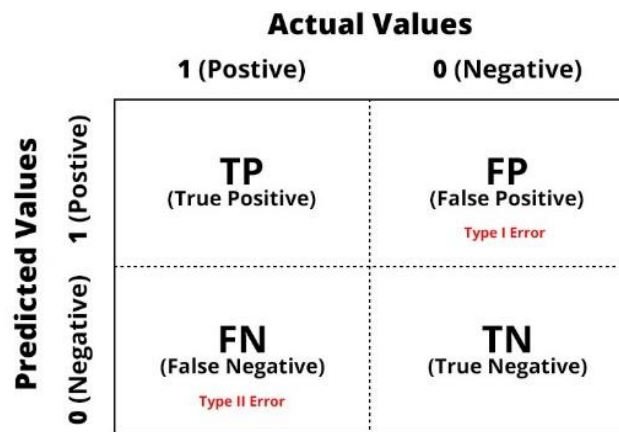 Actual Values
1 (Postive)
0 (Negative)
Predicted Values
1 (Postive)
TP
(True Positive)
FP
(False Positive)
Type I Error
0 (Negative)
FN
(False Negative)
Type II Error
TN
(True Negative)